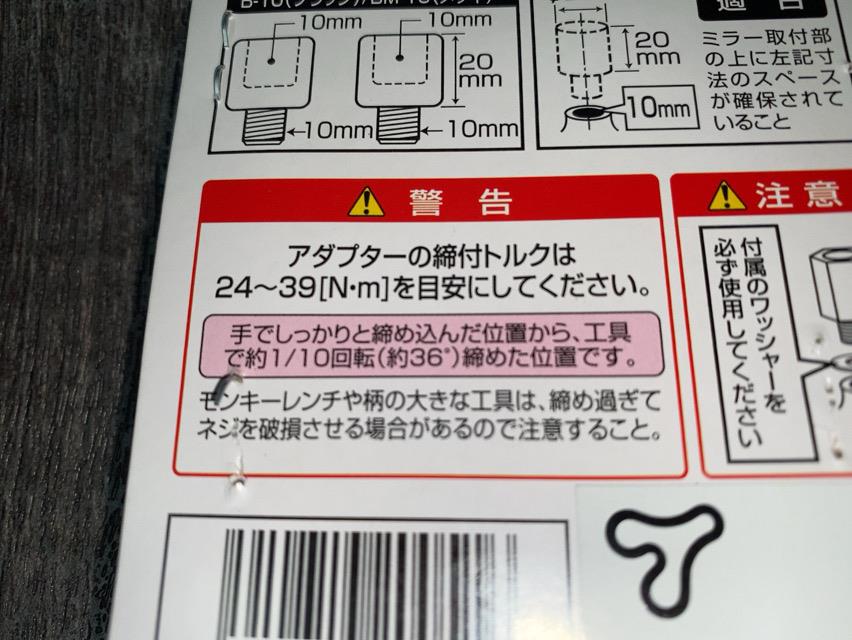 10mm
10mm
20
mm
10mm
10mm
適合
20
mm
10mm
ミラー取付部
の上に左記寸
法のスペース
が確保されて
いること
警告
アダプターの締付トルクは
24〜39[N・m]を目安にしてください。
手でしっかりと締め込んだ位置から、工具
で約1/10回転(約36°)締めた位置です。
モンキーレンチや柄の大きな工具は、締め過ぎて
ネジを破損させる場合があるので注意すること。
注意
付属のワッシャーを
必ず使用してください